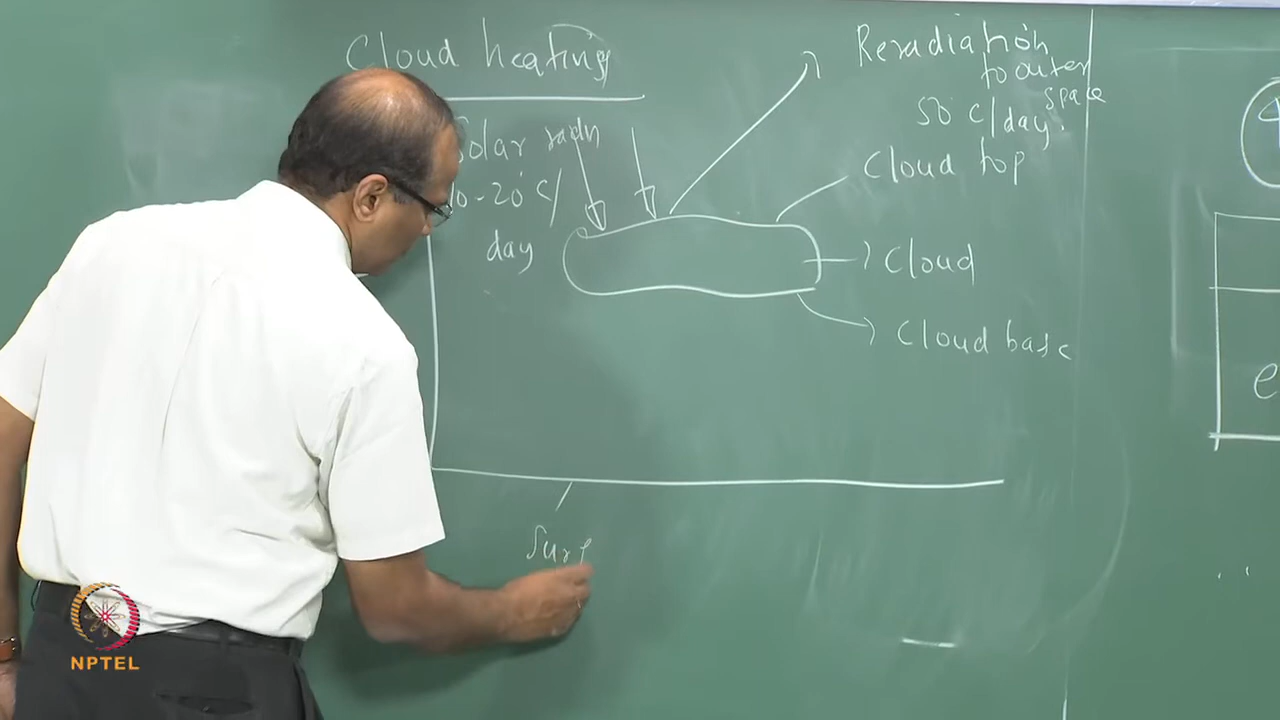 Cloud heating
Reradiation
to outer
space
50 c/day.
Solar radn
10-20°c/
day
Cloud top
Cloud
Cloud base
Surf
e
NPTEL